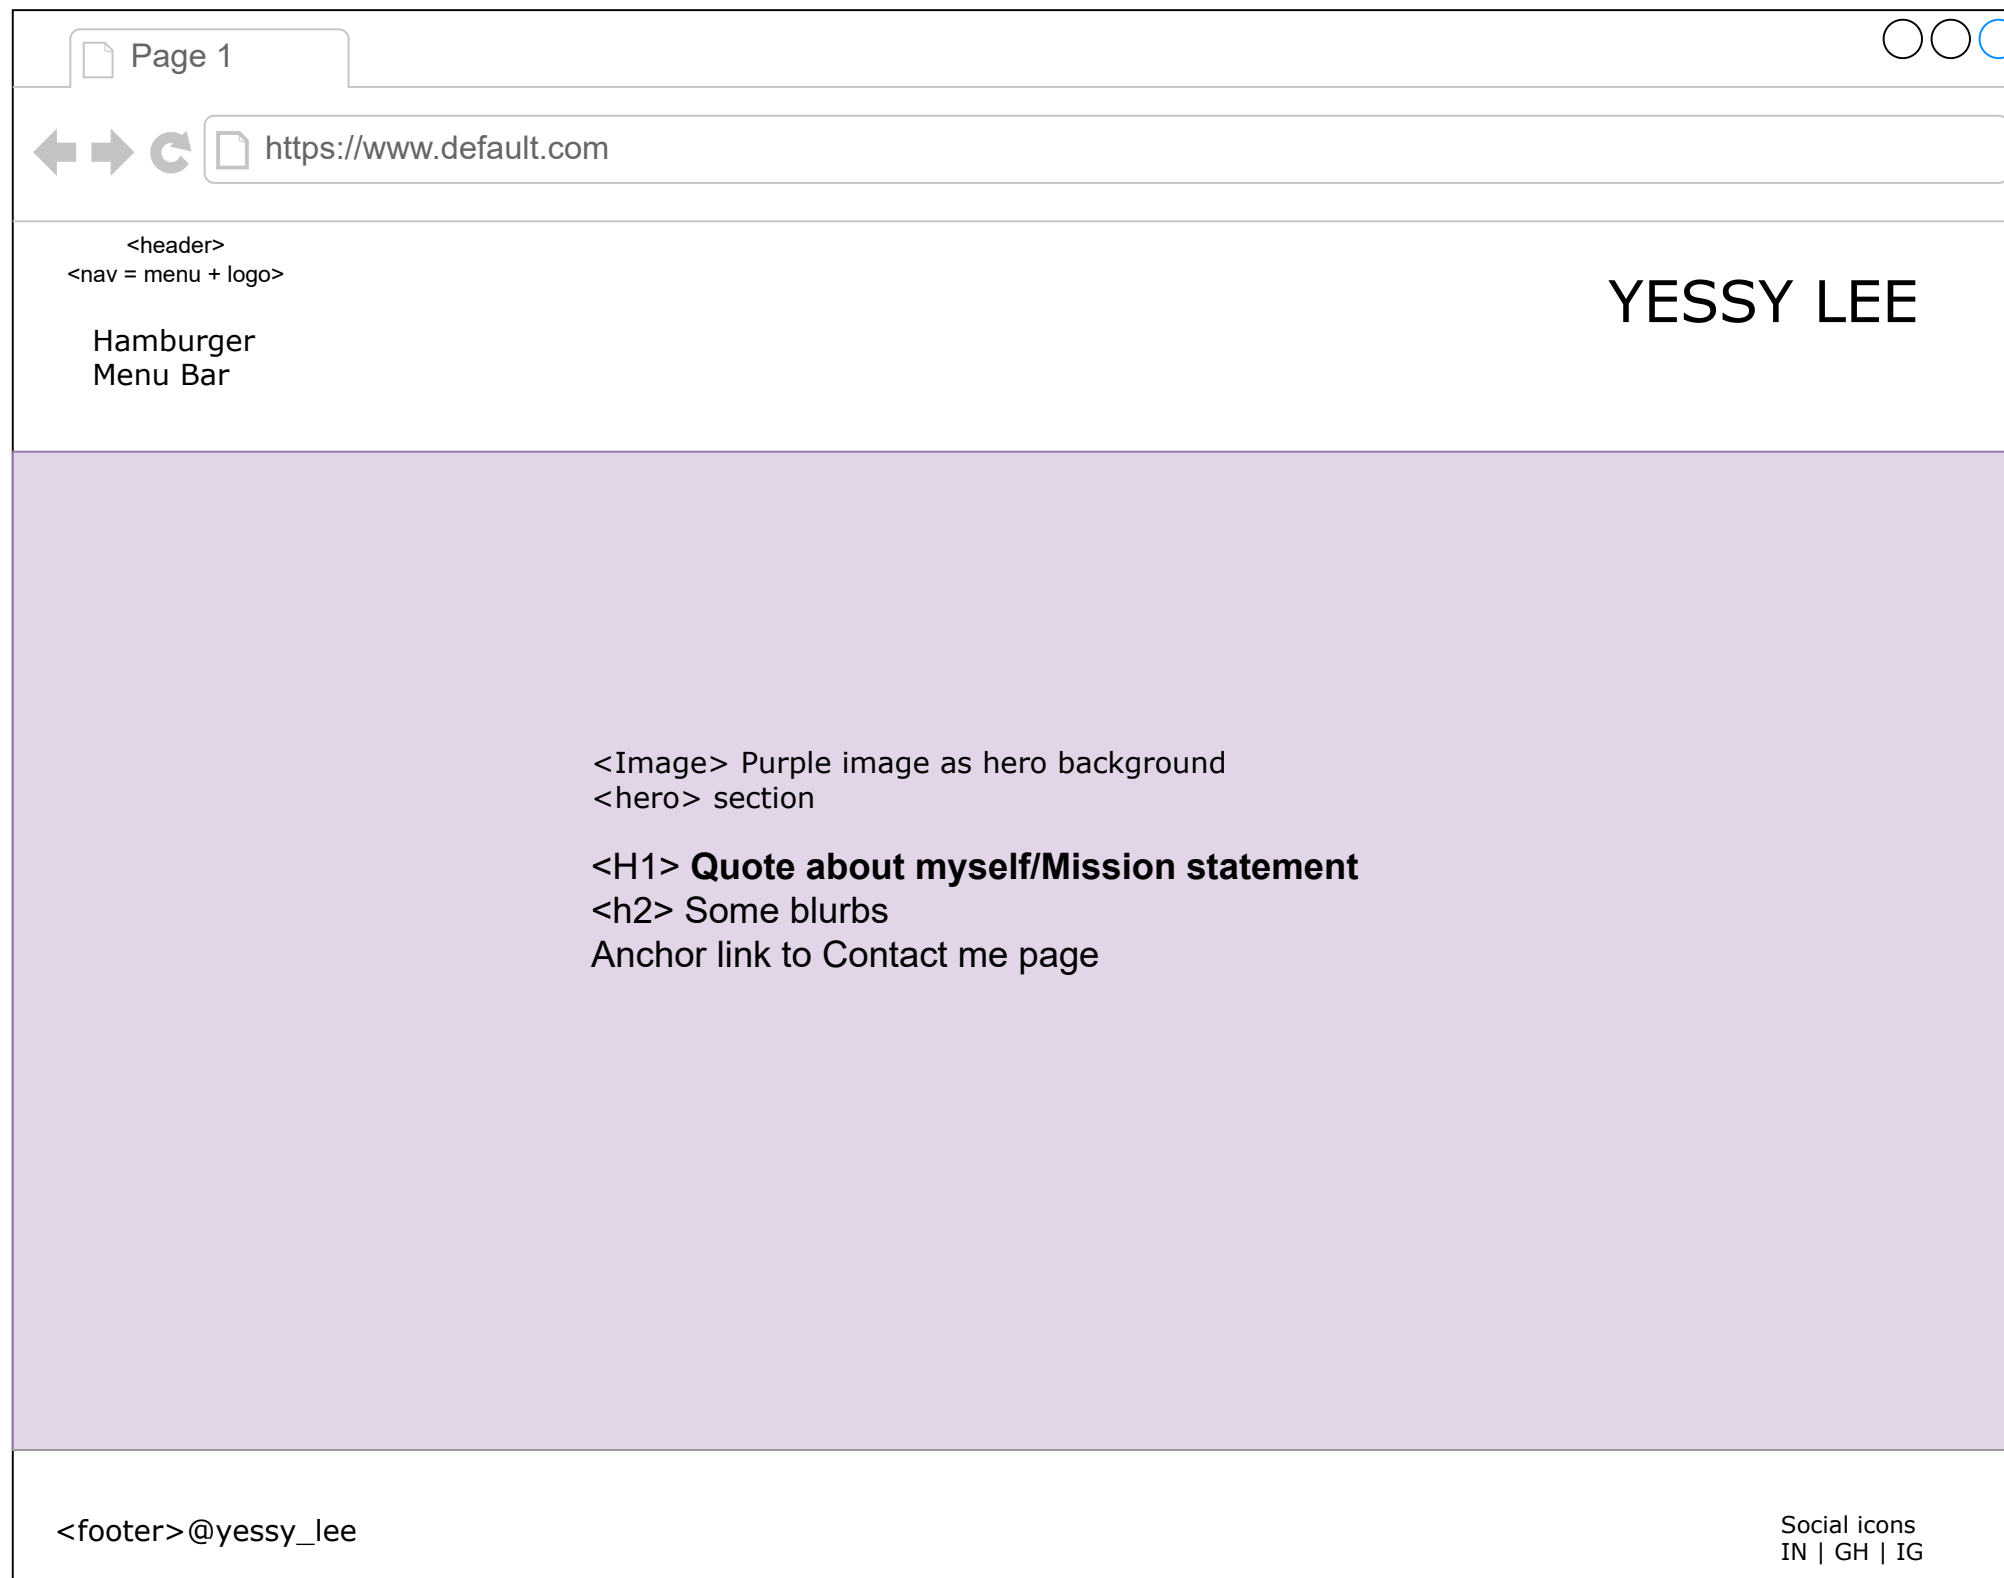 Page 1
https://www.default.com
<header>
<nav = menu + logo>
YESSY LEE
Hamburger
Menu Bar
<Image> Purple image as hero background
<hero> section
<H1> Quote about myself/Mission statement
<h2> Some blurbs
Anchor link to Contact me page
<footer>@yessy_lee
Social icons
IN | GH | IG